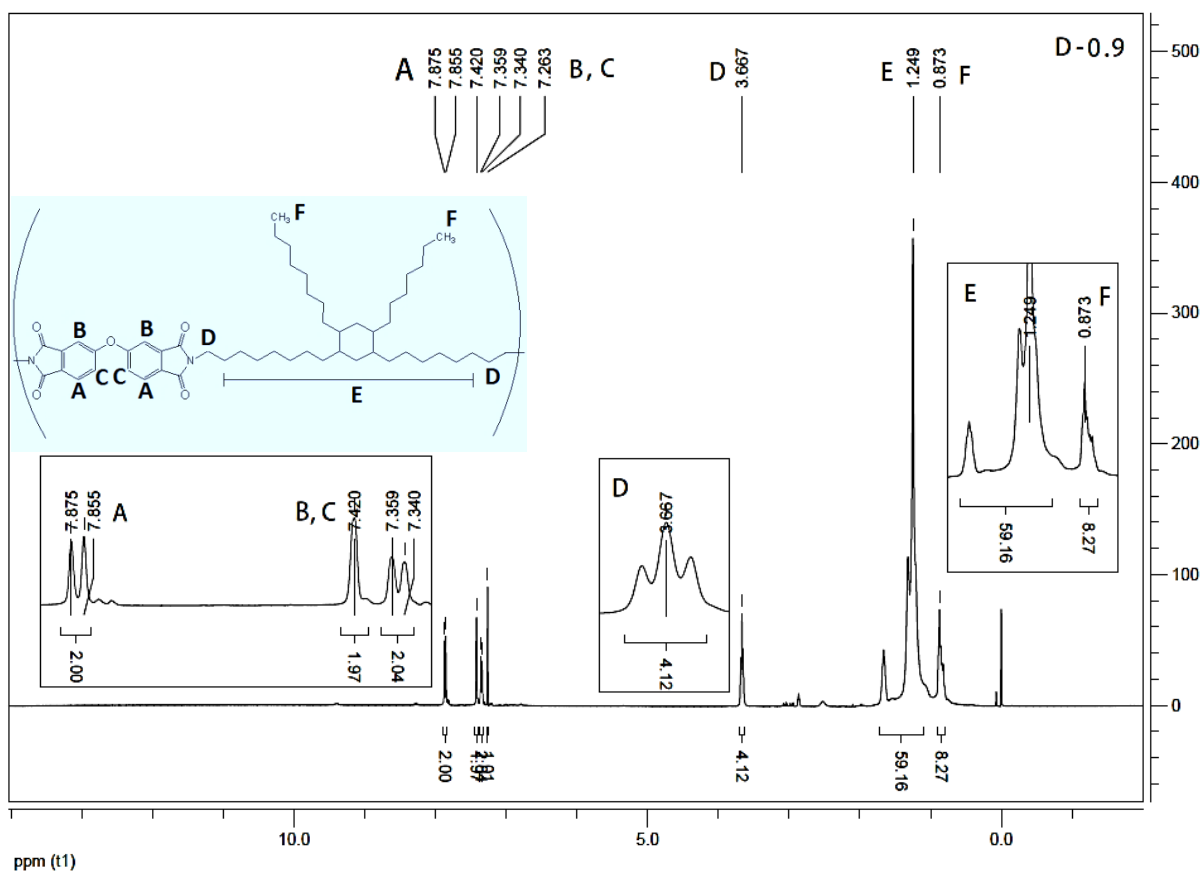 A
7.875
7.855
7.420
7.359
7.340
7.263
B, C
D
3.667
E
1.249
0.873
F
D-0.9
500
400
300
200
100
0
CH₃ F
F
CH₃
O
O
B
O
B
O
O
D
N
N
O
C C
O
A
A
E
D
7.875
7.855
A
B, C
7.420
7.359
7.340
2.00
1.97
2.04
D
3.667
4.12
E
1.249
F
0.873
59.16
8.27
2.00
1.97
4.12
59.16
8.27
10.0
5.0
0.0
ppm (t1)